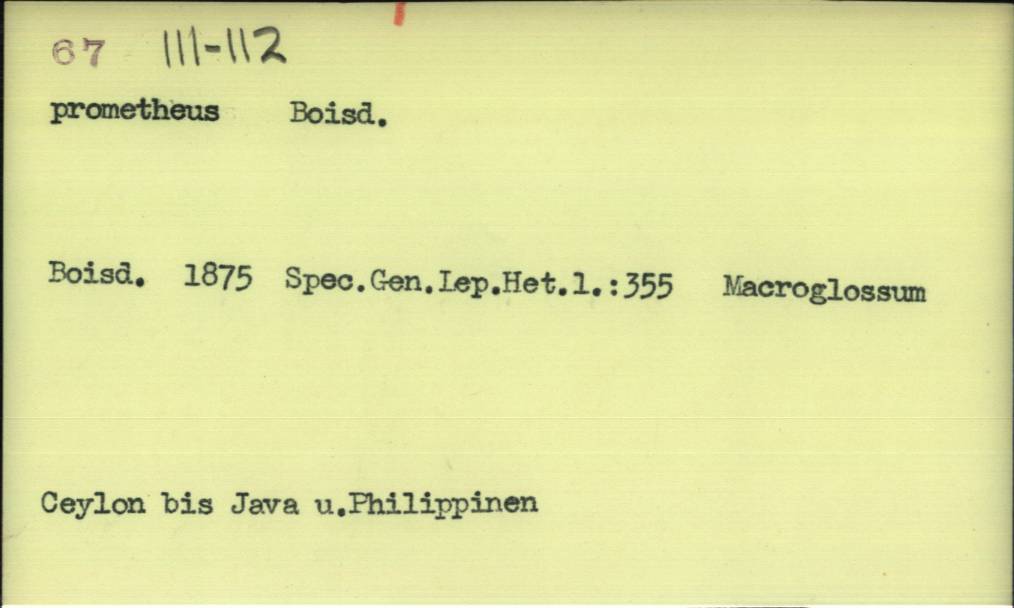 67 111-112
prometheus Boisd.
Boisd. 1875 Spec.Gen.Lep.Het.1.:355 Macroglossum
Ceylon bis Java u.Philippinen